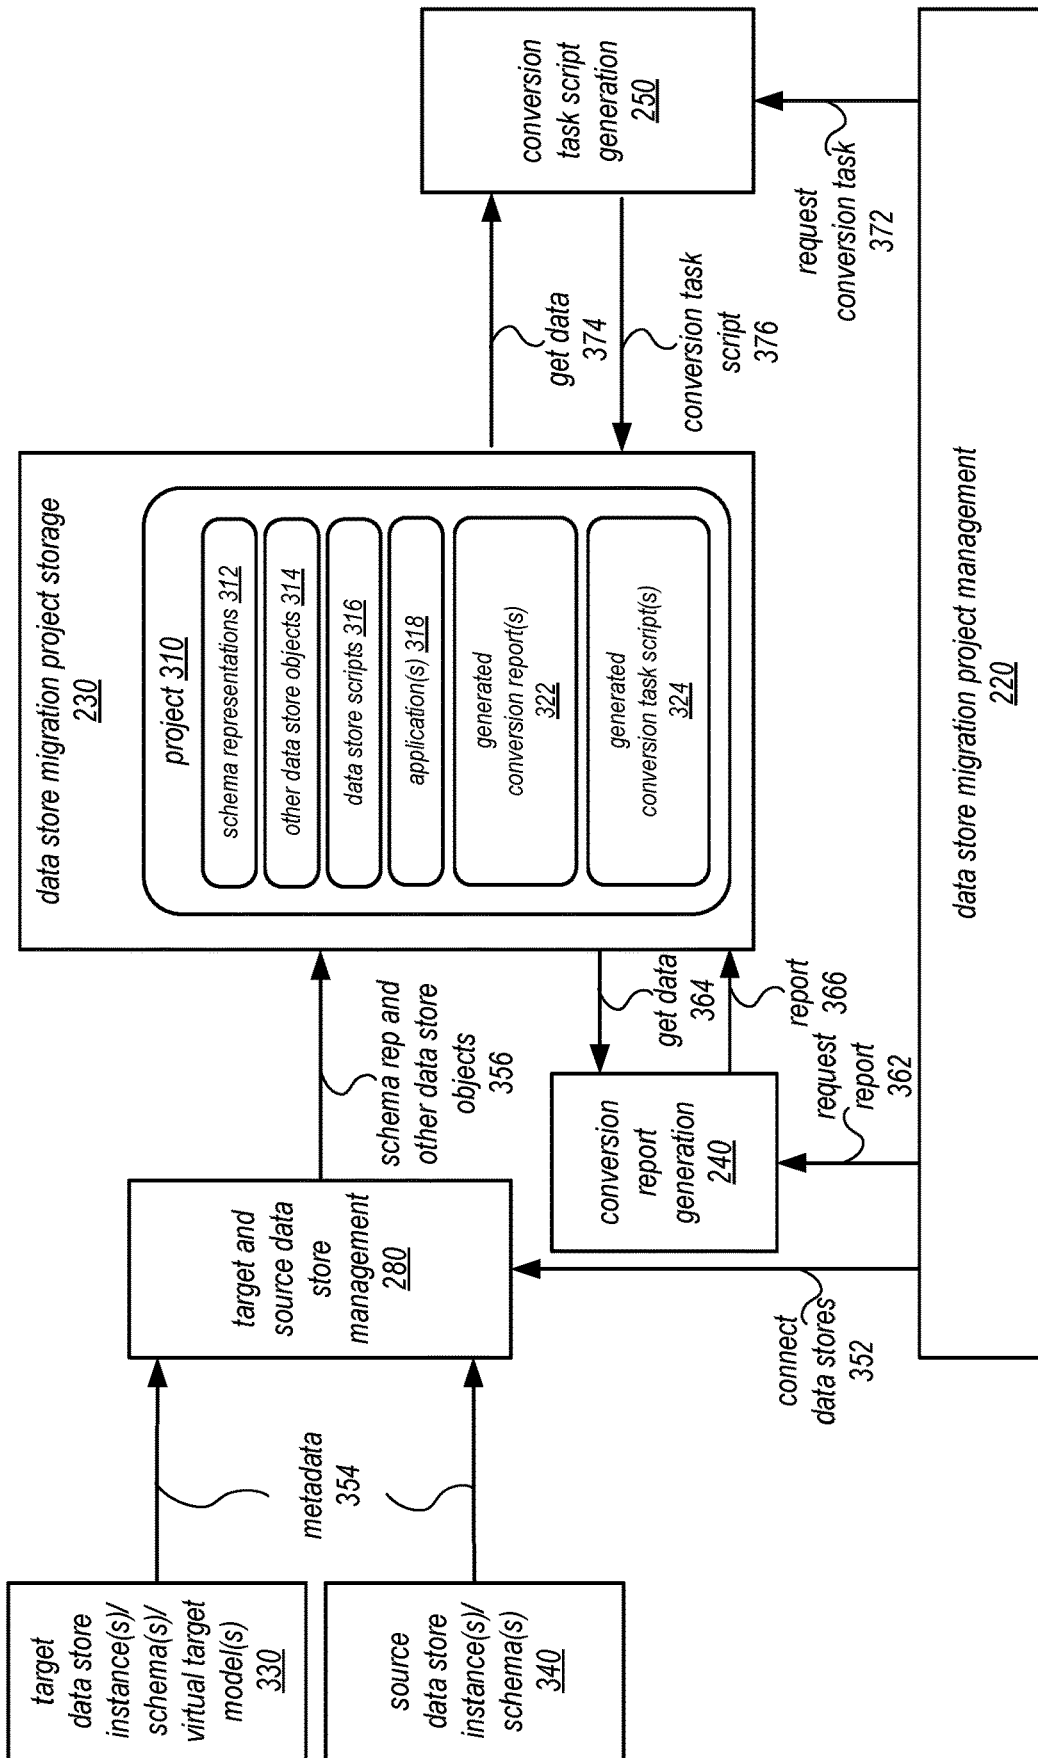 target
data store
instance(s)/
schema(s)/
virtual target
model(s)
330
source
data store
instance(s)/
schema(s)
340
metadata
354
target and
source data
store
management
280
schema rep and
other data store
objects
356
data store migration project storage
230
project 310
schema representations 312
other data store objects 314
data store scripts 316
application(s) 318
generated
conversion report(s)
322
generated
conversion task script(s)
324
get data
374
conversion task
script
376
conversion
task script
generation
250
connect
data stores
352
conversion
report
generation
240
get data
364
report
366
request
report
362
request
conversion task
372
data store migration project management
220